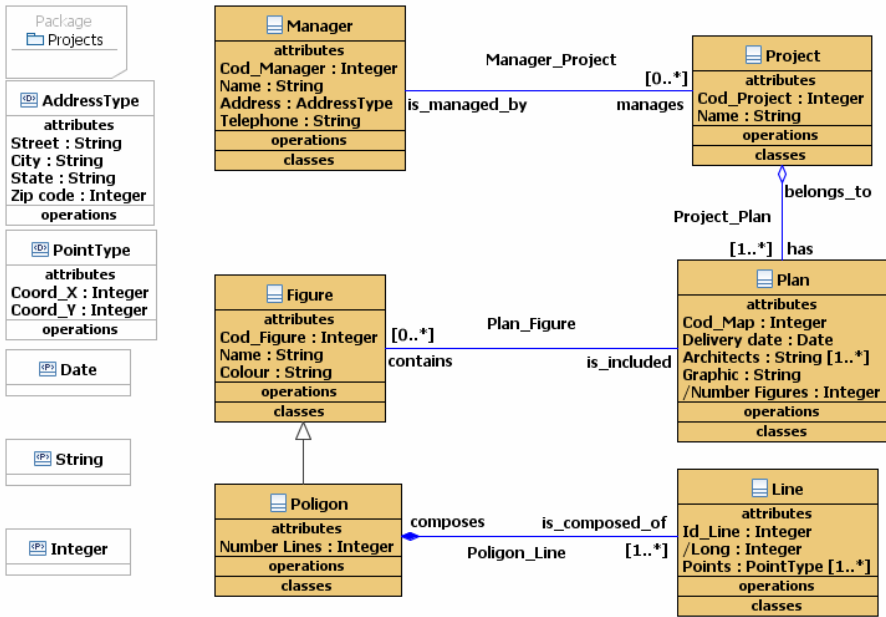 Package
Projects
AddressType
attributes
Street : String
City : String
State : String
Zip code : Integer
operations
PointType
attributes
Coord_X : Integer
Coord_Y : Integer
operations
Date
String
Integer
Manager
attributes
Cod_Manager : Integer
Name : String
Address : AddressType
Telephone : String
operations
classes
Manager_Project
[0..*]
is_managed_by
manages
Project
attributes
Cod_Project : Integer
Name : String
operations
classes
belongs_to
Project_Plan
[1..*]
has
Figure
attributes
Cod_Figure : Integer
Name : String
Colour : String
operations
classes
[0..*]
Plan_Figure
contains
is_included
Plan
attributes
Cod_Map : Integer
Delivery date : Date
Architects : String [1..*]
Graphic : String
/Number Figures : Integer
operations
classes
Poligon
attributes
Number Lines : Integer
operations
classes
composes
is_composed_of
Poligon_Line
[1..*]
Line
attributes
Id_Line : Integer
/Long : Integer
Points : PointType [1..*]
operations
classes